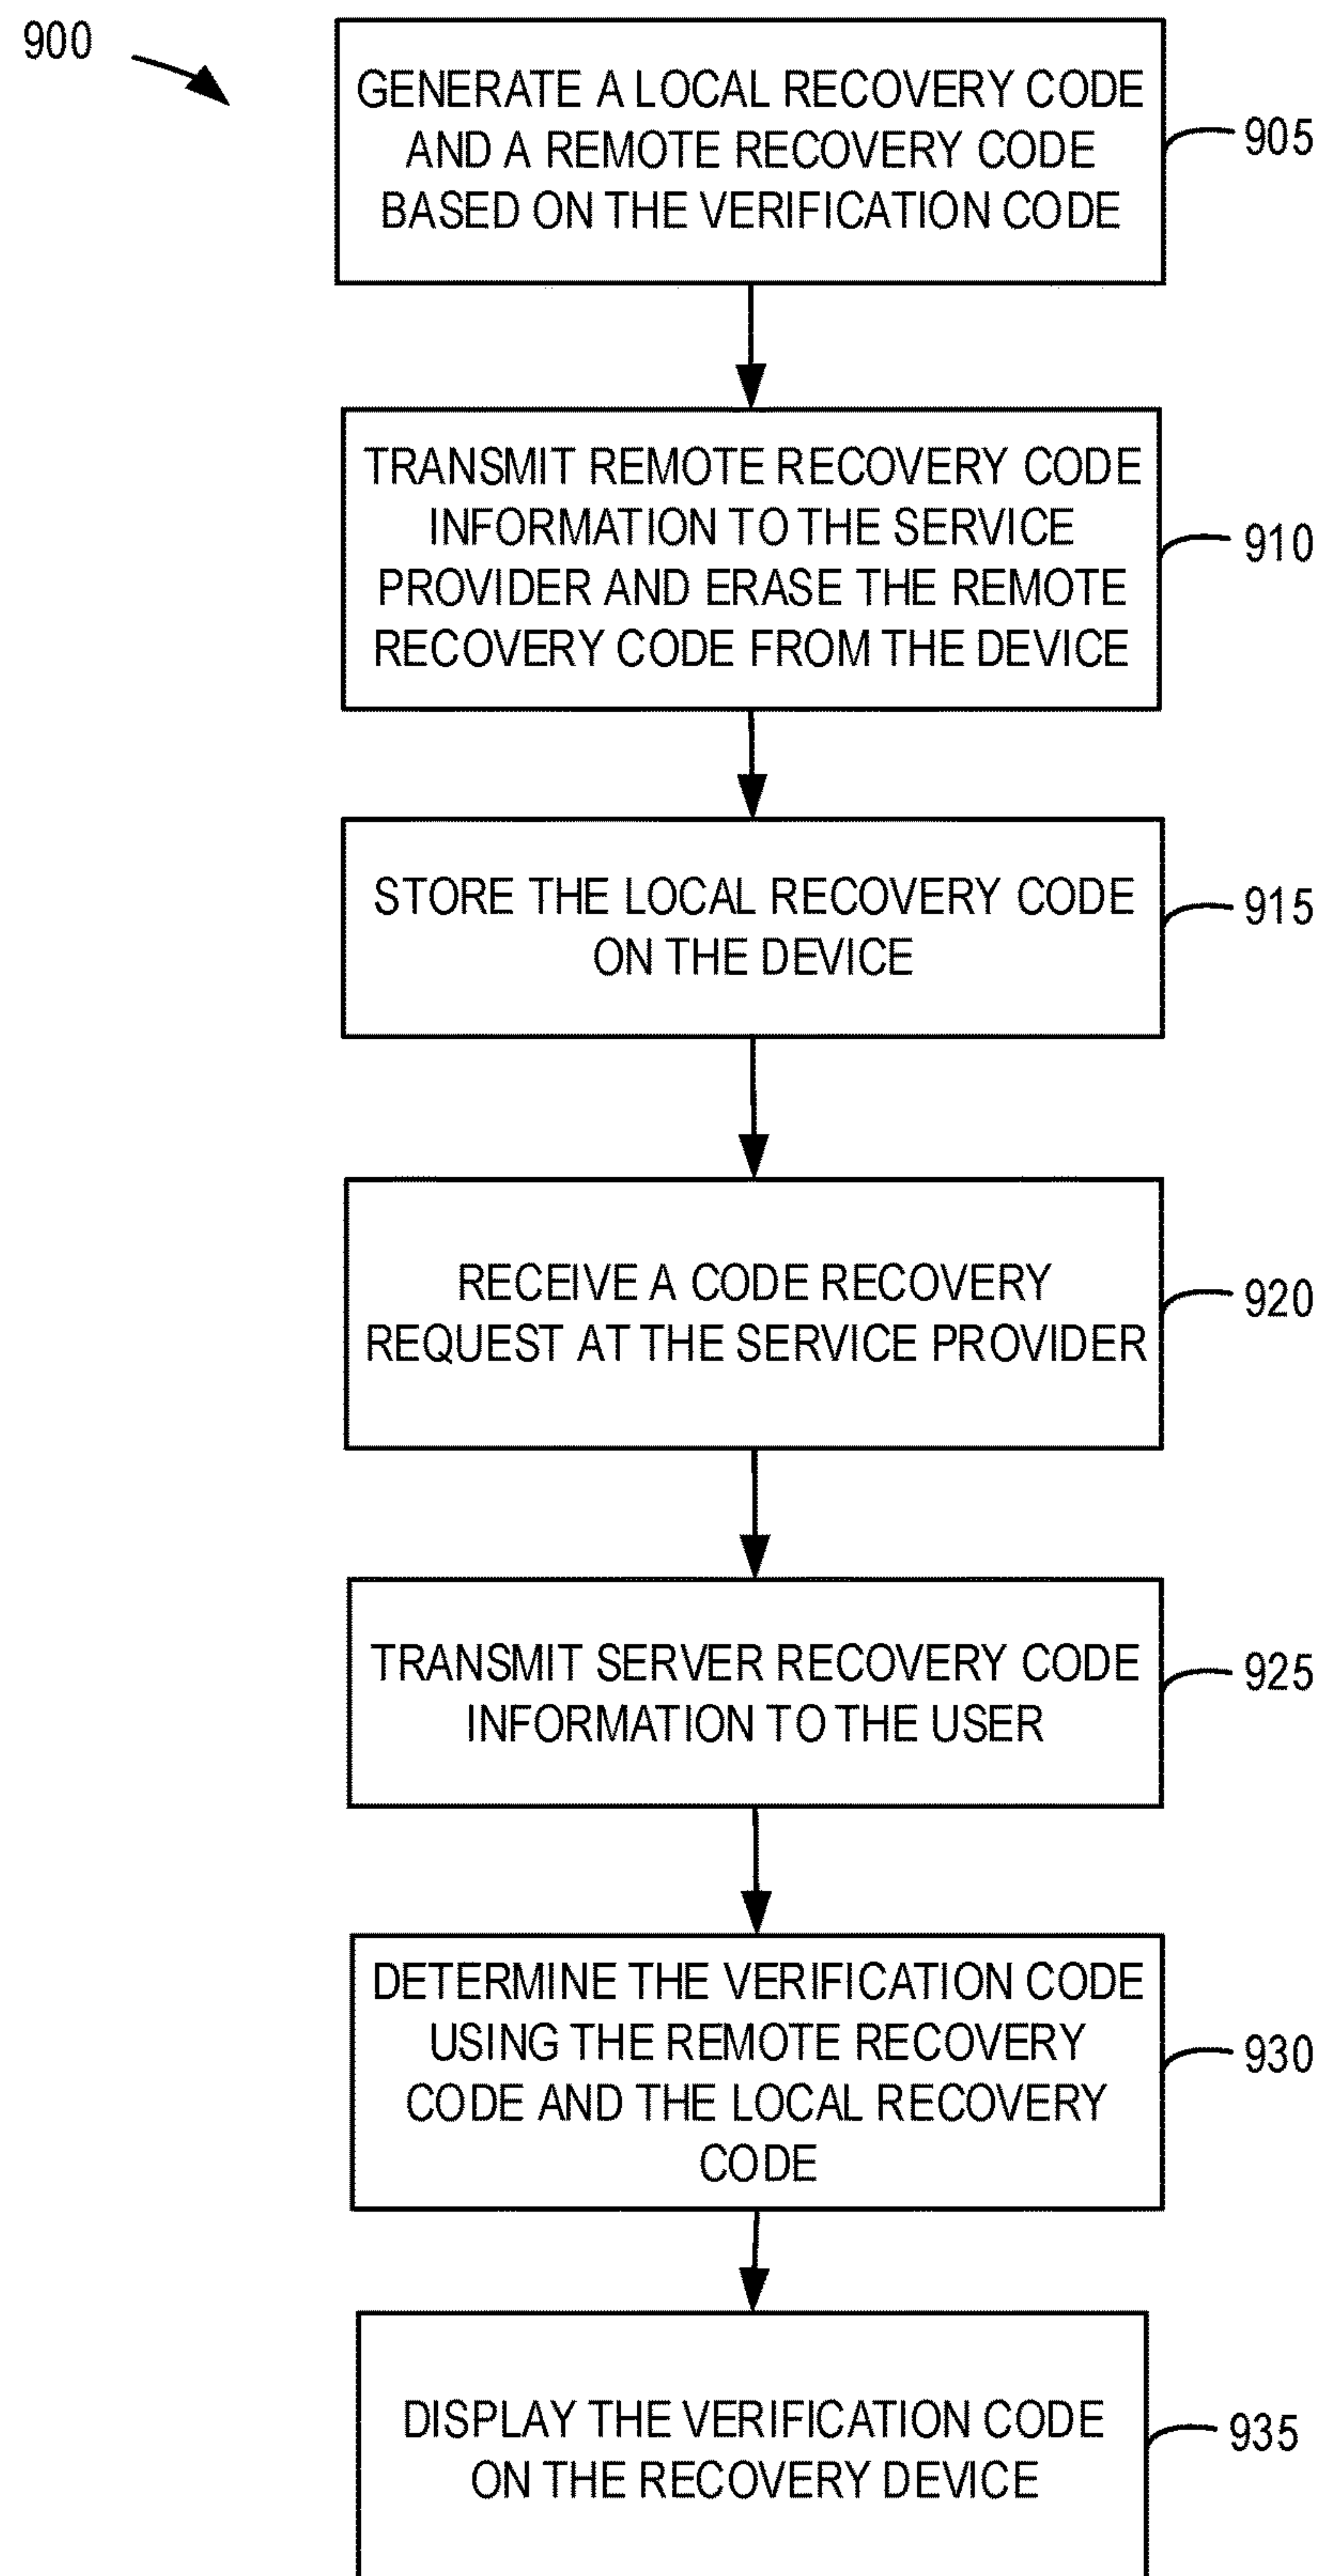 900
GENERATE A LOCAL RECOVERY CODE
AND A REMOTE RECOVERY CODE
BASED ON THE VERIFICATION CODE
905
TRANSMIT REMOTE RECOVERY CODE
INFORMATION TO THE SERVICE
PROVIDER AND ERASE THE REMOTE
RECOVERY CODE FROM THE DEVICE
910
STORE THE LOCAL RECOVERY CODE
ON THE DEVICE
915
RECEIVE A CODE RECOVERY
REQUEST AT THE SERVICE PROVIDER
920
TRANSMIT SERVER RECOVERY CODE
INFORMATION TO THE USER
925
DETERMINE THE VERIFICATION CODE
USING THE REMOTE RECOVERY
CODE AND THE LOCAL RECOVERY
CODE
930
DISPLAY THE VERIFICATION CODE
ON THE RECOVERY DEVICE
935